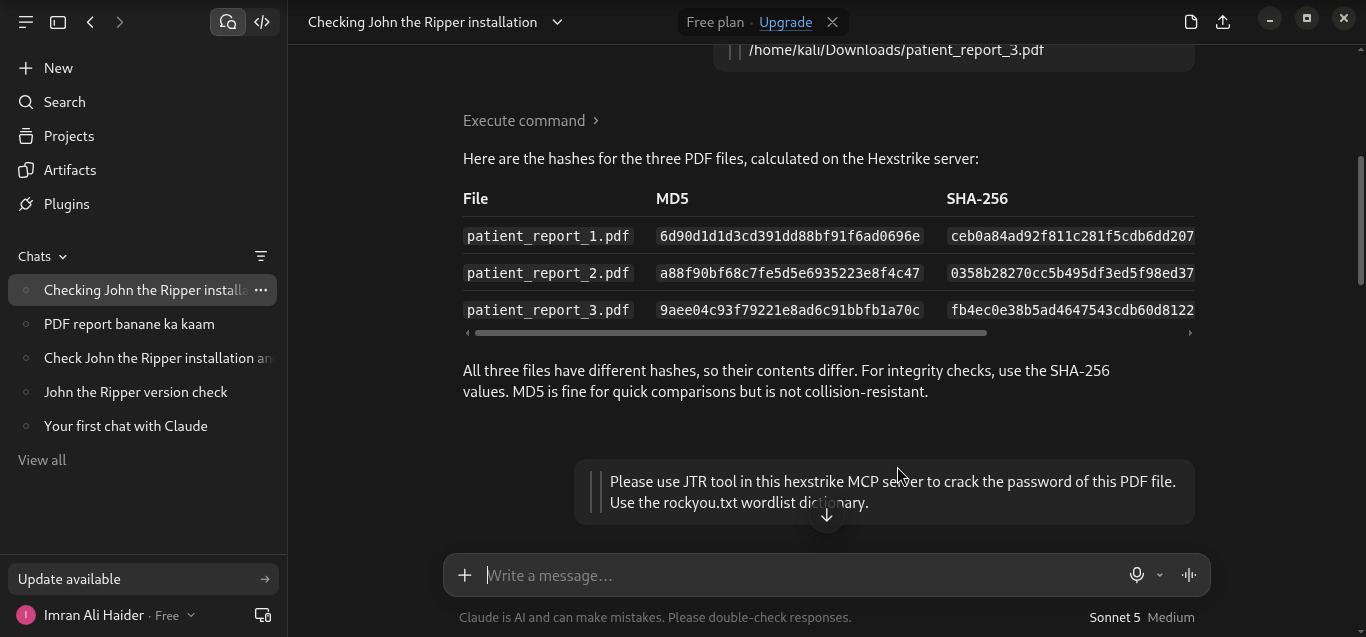 Checking John the Ripper installation
Free plan · Upgrade
New
Search
Projects
Artifacts
Plugins
Chats
Checking John the Ripper installa
PDF report banane ka kaam
Check John the Ripper installation an
John the Ripper version check
Your first chat with Claude
View all
Update available
I Imran Ali Haider · Free
/home/kali/Downloads/patient_report_3.pdf
Execute command
Here are the hashes for the three PDF files, calculated on the Hexstrike server:
File MD5 SHA-256
patient_report_1.pdf 6d90d1d1d3cd391dd88bf91f6ad0696e ceb0a84ad92f811c281f5cdb6dd207
patient_report_2.pdf a88f90bf68c7fe5d5e6935223e8f4c47 0358b28270cc5b495df3ed5f98ed37
patient_report_3.pdf 9aee04c93f79221e8ad6c91bbfb1a70c fb4ec0e38b5ad4647543cdb60d8122
All three files have different hashes, so their contents differ. For integrity checks, use the SHA-256
values. MD5 is fine for quick comparisons but is not collision-resistant.
Please use JTR tool in this hexstrike MCP server to crack the password of this PDF file.
Use the rockyou.txt wordlist dictionary.
Write a message…
Claude is AI and can make mistakes. Please double-check responses.
Sonnet 5 Medium